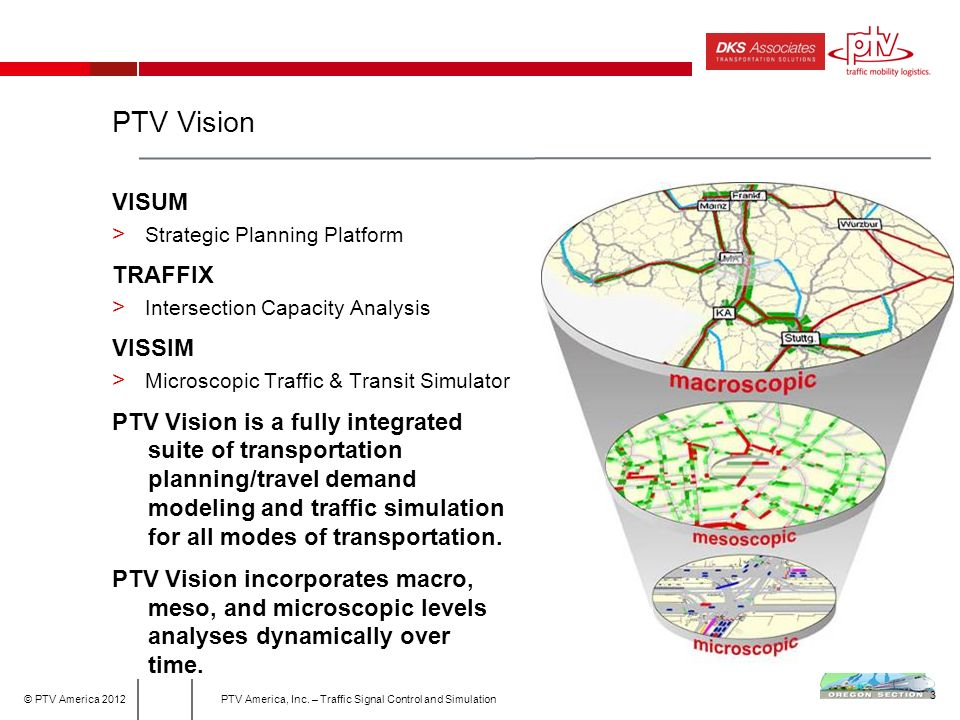 DKS Associates
TRANSPORTATION SOLUTIONS
ptv
traffic mobility logistics.
PTV Vision
VISUM
> Strategic Planning Platform
TRAFFIX
> Intersection Capacity Analysis
VISSIM
> Microscopic Traffic & Transit Simulator
PTV Vision is a fully integrated
suite of transportation
planning/travel demand
modeling and traffic simulation
for all modes of transportation.
PTV Vision incorporates macro,
meso, and microscopic levels
analyses dynamically over
time.
Frankf.
Mainz
Wurzbur
MA
KA
Stuttg.
macroscopic
mesoscopic
microscopic
© PTV America 2012
PTV America, Inc. – Traffic Signal Control and Simulation
OREGON SECTION
3